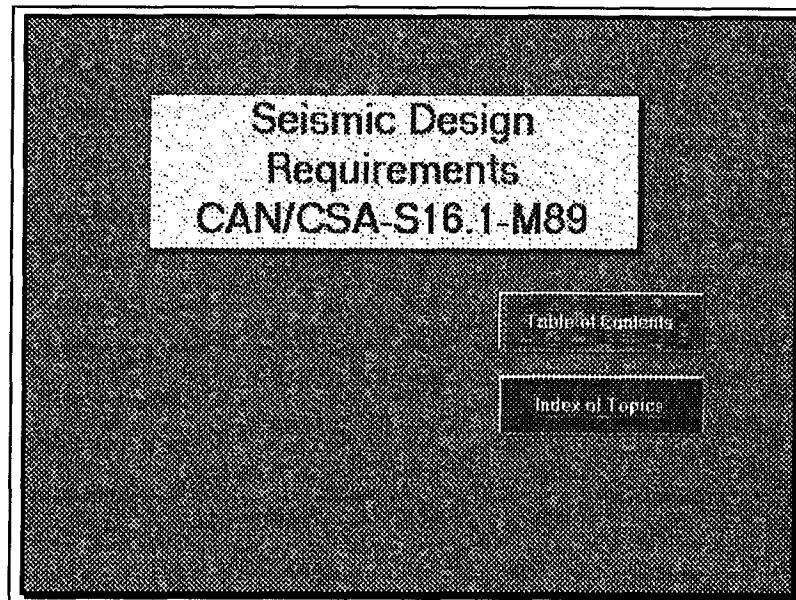 Seismic Design
Requirements
CAN/CSA-S16.1-M89
Table of Contents
Index of Topics